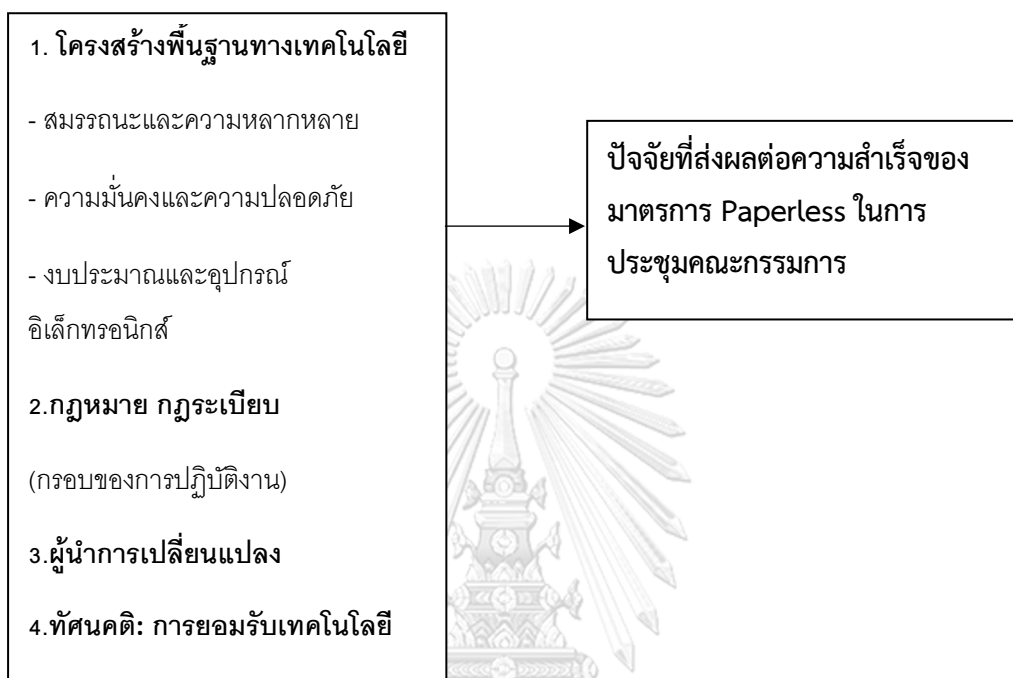 1. โครงสร้างพื้นฐานทางเทคโนโลยี
- สมรรถนะและความหลากหลาย
- ความมั่นคงและความปลอดภัย
- งบประมาณและอุปกรณ์
อิเล็กทรอนิกส์
2.กฎหมาย กฎระเบียบ
(กรอบของการปฏิบัติงาน)
3.ผู้นำการเปลี่ยนแปลง
4.ทัศนคติ: การยอมรับเทคโนโลยี
ปัจจัยที่ส่งผลต่อความสำเร็จของ
มาตรการ Paperless ในการ
ประชุมคณะกรรมการ